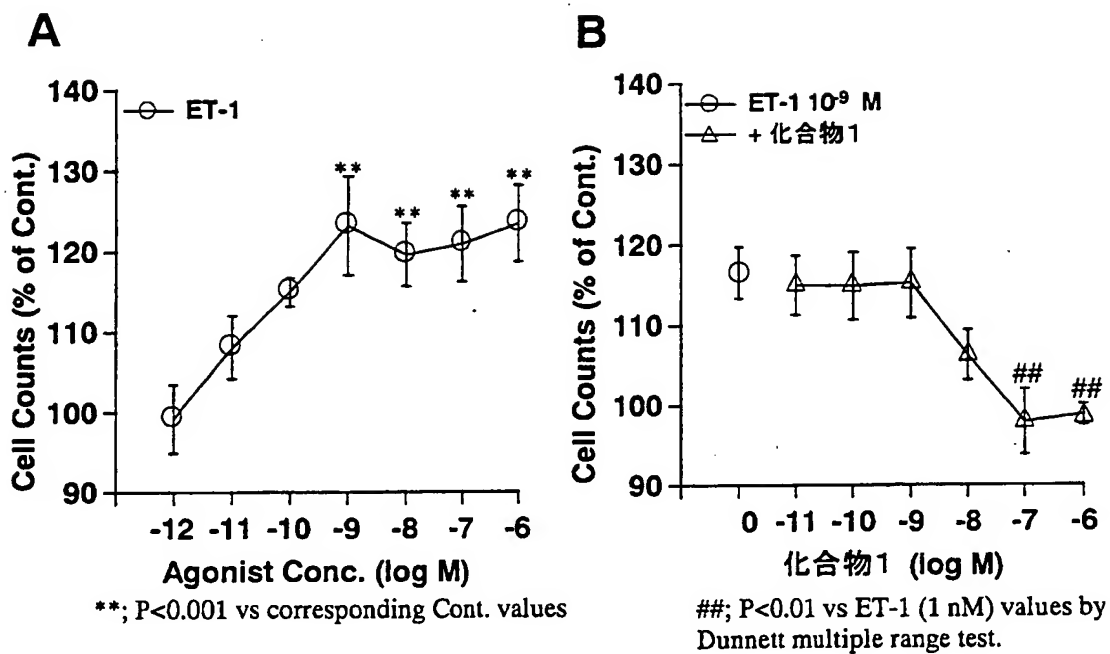 A
Cell Counts (% of Cont.)
140
130
120
110
100
90
ET-1
**
**
**
**
-12 -11 -10 -9 -8 -7 -6
Agonist Conc. (log M)
**; P<0.001 vs corresponding Cont. values
B
Cell Counts (% of Cont.)
140
130
120
110
100
90
ET-1 10⁻⁹ M
+ 化合物1
##
##
0 -11 -10 -9 -8 -7 -6
化合物1 (log M)
##; P<0.01 vs ET-1 (1 nM) values by
Dunnett multiple range test.